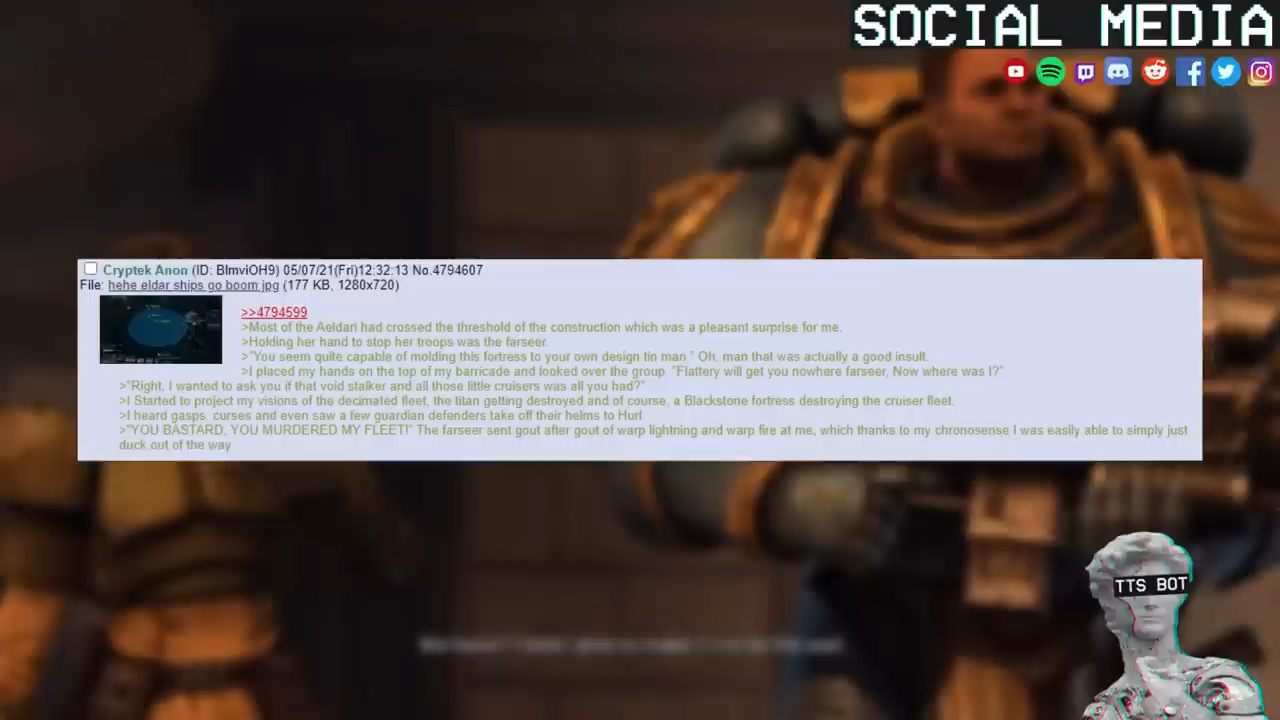 SOCIAL MEDIA
Cryptek Anon (ID: BImviOH9) 05/07/21(Fri)12:32:13 No.4794607
File: hehe eldar ships go boom.jpg (177 KB, 1280x720)
>>4794599
>Most of the Aeldari had crossed the threshold of the construction which was a pleasant surprise for me.
>Holding her hand to stop her troops was the farseer.
>"You seem quite capable of molding this fortress to your own design tin man " Oh, man that was actually a good insult.
>I placed my hands on the top of my barricade and looked over the group. "Flattery will get you nowhere farseer, Now where was I?"
>"Right, I wanted to ask you if that void stalker and all those little cruisers was all you had?"
>I Started to project my visions of the decimated fleet, the titan getting destroyed and of course, a Blackstone fortress destroying the cruiser fleet.
>I heard gasps, curses and even saw a few guardian defenders take off their helms to Hurl.
>"YOU BASTARD, YOU MURDERED MY FLEET!" The farseer sent gout after gout of warp lightning and warp fire at me, which thanks to my chronosense I was easily able to simply just
duck out of the way
TTS BOT